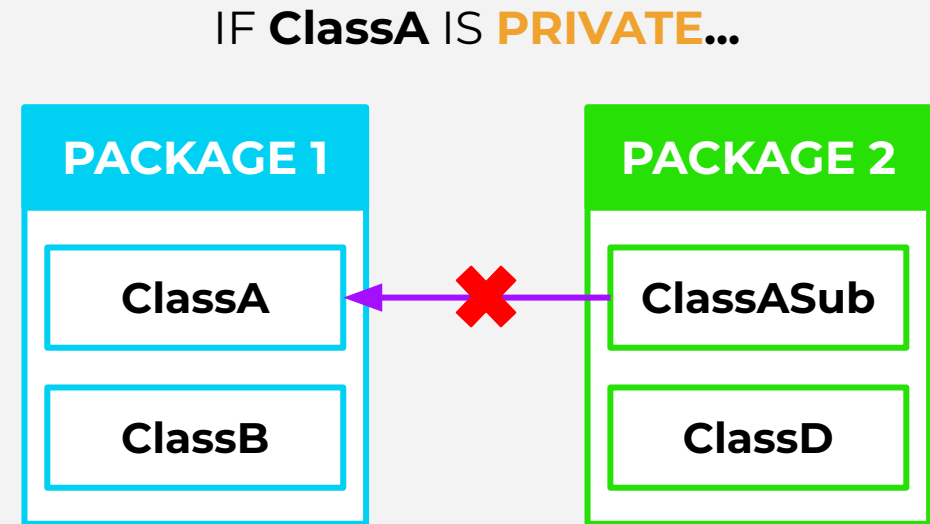 IF ClassA IS PRIVATE...
PACKAGE 1
ClassA
ClassB
PACKAGE 2
ClassASub
ClassD